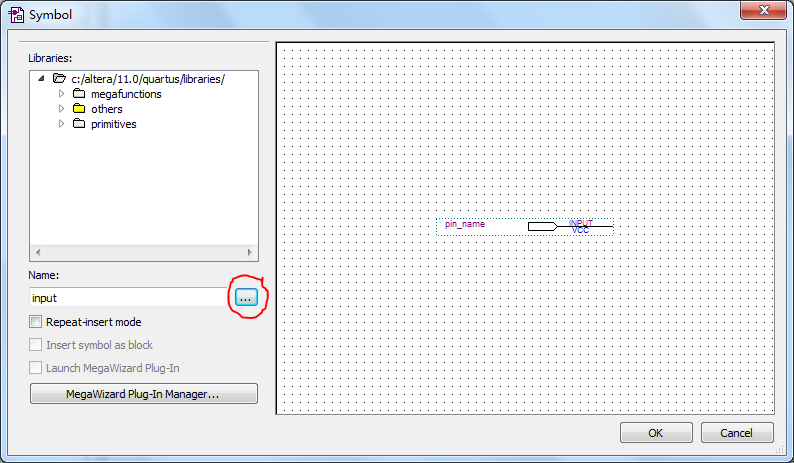 Symbol
Libraries:
c:/altera/11.0/quartus/libraries/
megafunctions
others
primitives
Name:
input
...
Repeat-insert mode
Insert symbol as block
Launch MegaWizard Plug-In
MegaWizard Plug-In Manager...
pin_name
INPUT
VCC
OK
Cancel